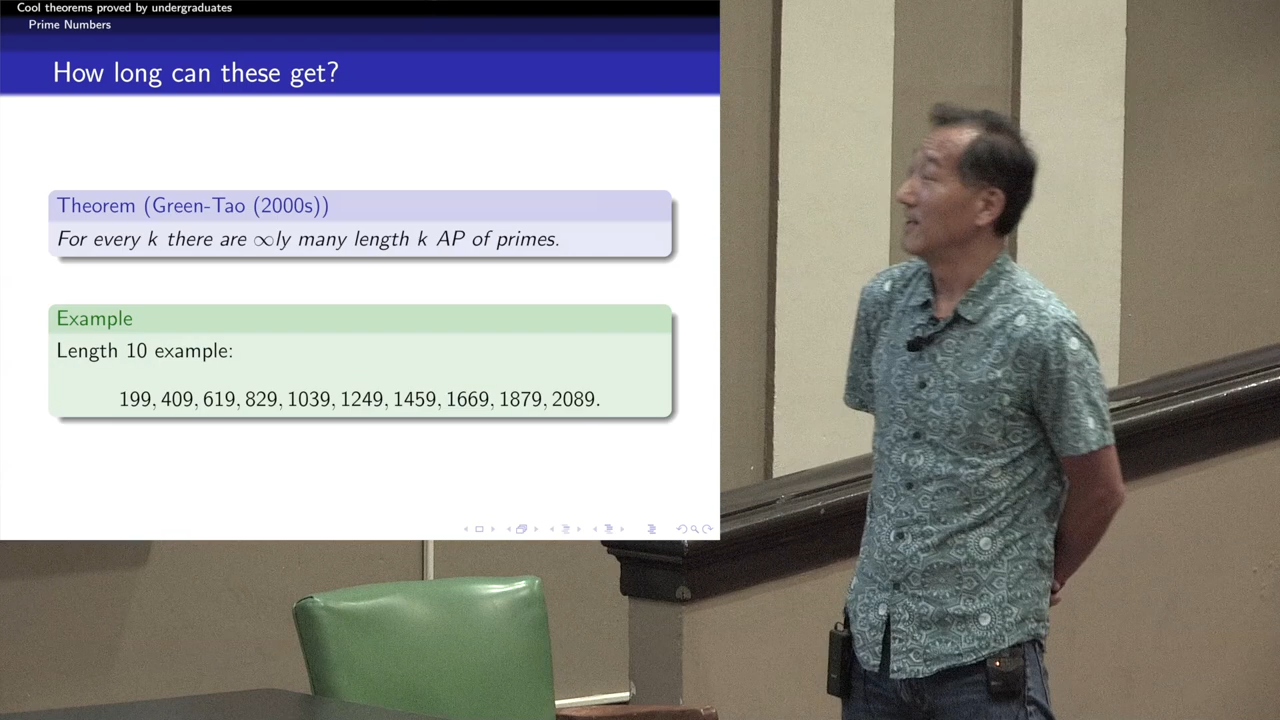 Cool theorems proved by undergraduates
Prime Numbers
How long can these get?
Theorem (Green-Tao (2000s))
For every k there are ∞ly many length k AP of primes.
Example
Length 10 example:
199, 409, 619, 829, 1039, 1249, 1459, 1669, 1879, 2089.